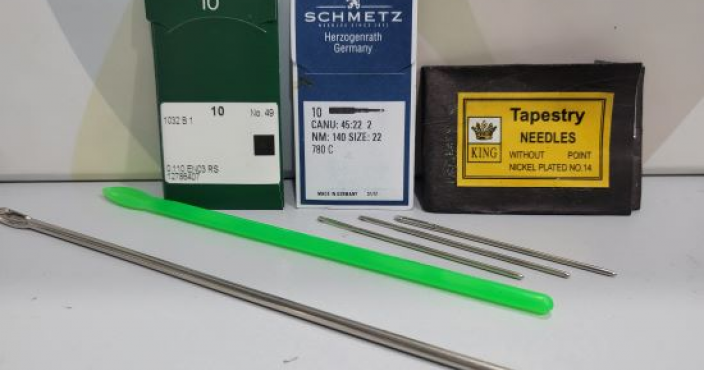 10
10 No. 49
1032 B 1
12798407
SCHMETZ
Herzogenrath
Germany
10
CANU: 45:22 2
NM: 140 SIZE: 22
780 C
MADE IN GERMANY
Tapestry
NEEDLES
KING
WITHOUT POINT
NICKEL PLATED NO.14